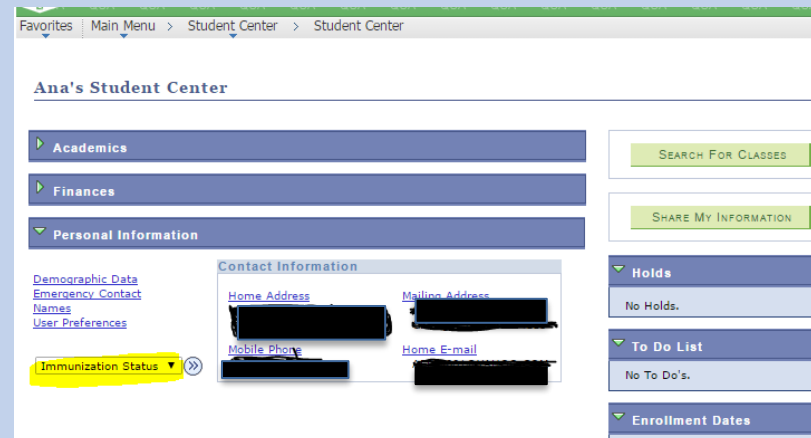 Favorites Main Menu > Student Center > Student Center
Ana's Student Center
Academics
Finances
Personal Information
Demographic Data
Emergency Contact
Names
User Preferences
Immunization Status
Contact Information
Home Address
Mailing Address
Mobile Phone
Home E-mail
SEARCH FOR CLASSES
SHARE MY INFORMATION
Holds
No Holds.
To Do List
No To Do's.
Enrollment Dates